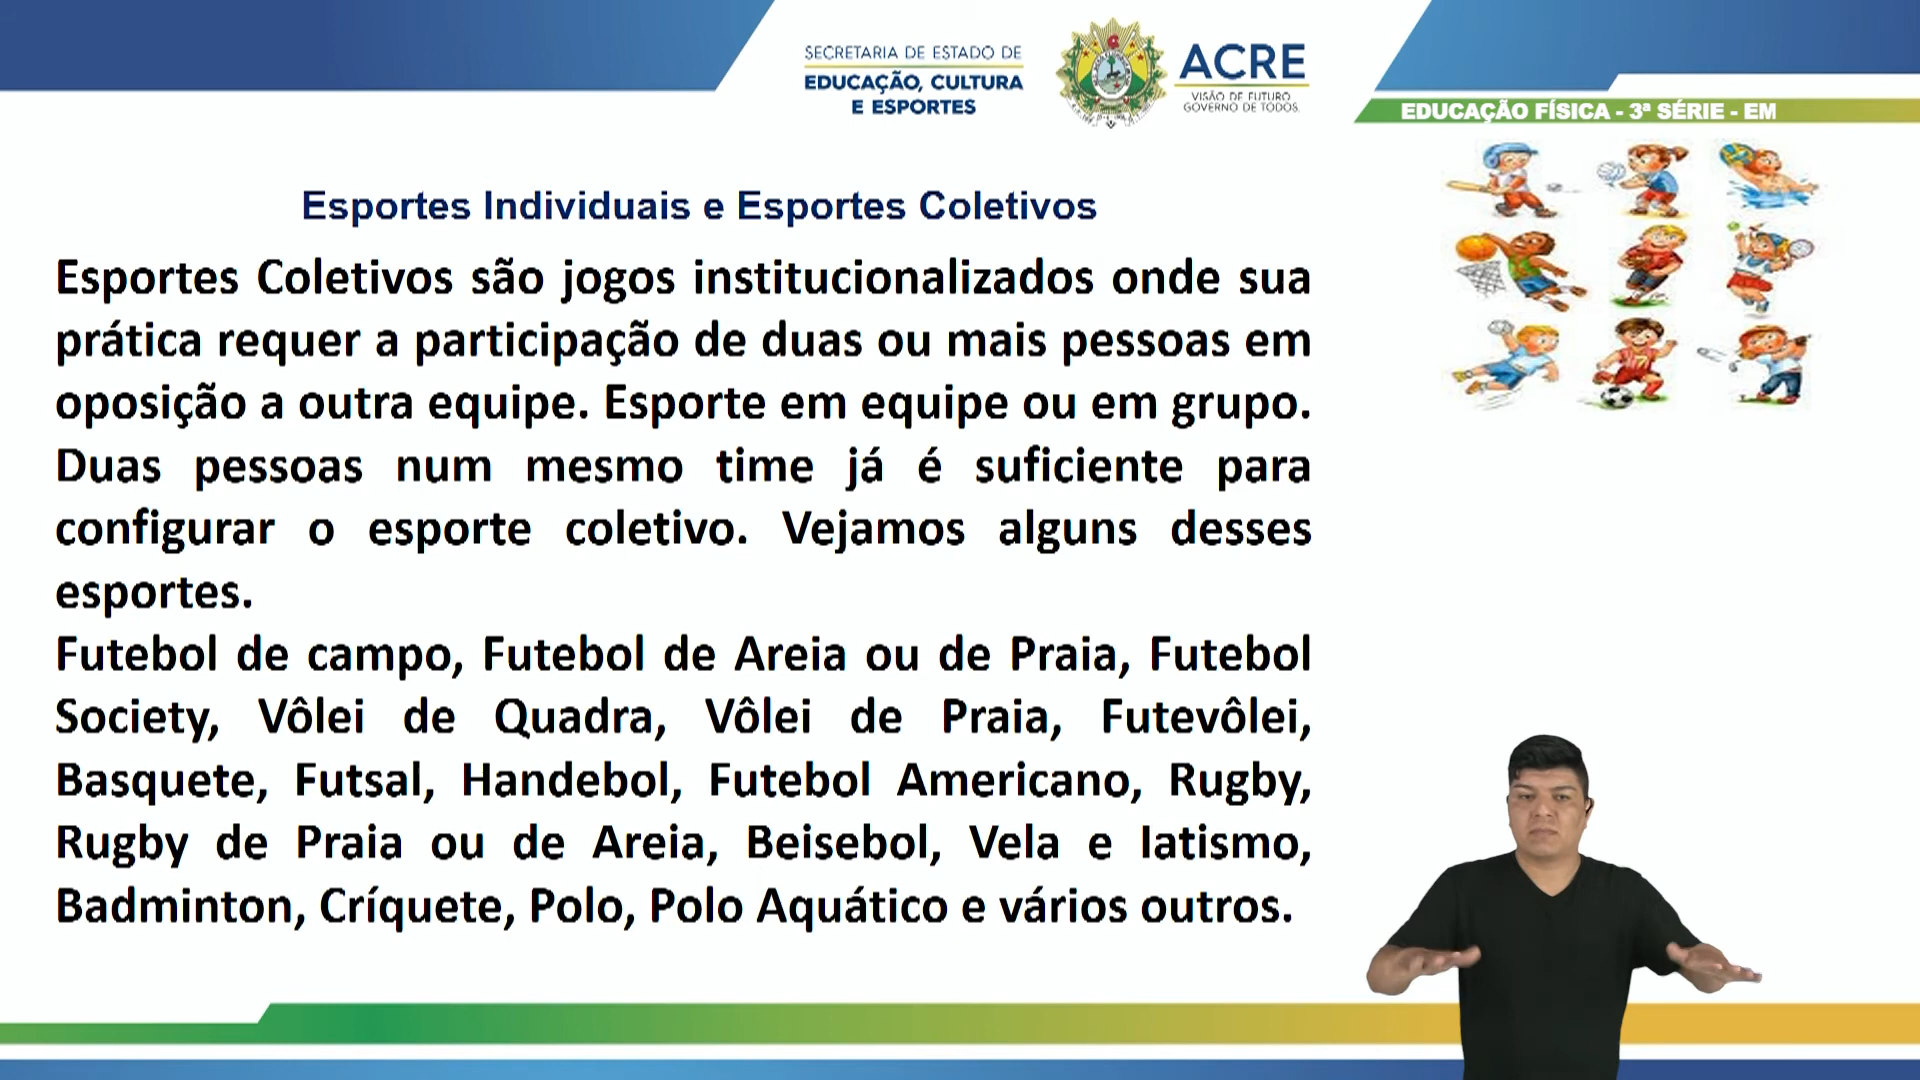 SECRETARIA DE ESTADO DE
EDUCAÇÃO, CULTURA
E ESPORTES
ACRE
VISÃO DE FUTURO
GOVERNO DE TODOS.
EDUCAÇÃO FÍSICA - 3ª SÉRIE - EM
Esportes Individuais e Esportes Coletivos
Esportes Coletivos são jogos institucionalizados onde sua
prática requer a participação de duas ou mais pessoas em
oposição a outra equipe. Esporte em equipe ou em grupo.
Duas pessoas num mesmo time já é suficiente para
configurar o esporte coletivo. Vejamos alguns desses
esportes.
Futebol de campo, Futebol de Areia ou de Praia, Futebol
Society, Vôlei de Quadra, Vôlei de Praia, Futevôlei,
Basquete, Futsal, Handebol, Futebol Americano, Rugby,
Rugby de Praia ou de Areia, Beisebol, Vela e Iatismo,
Badminton, Críquete, Polo, Polo Aquático e vários outros.